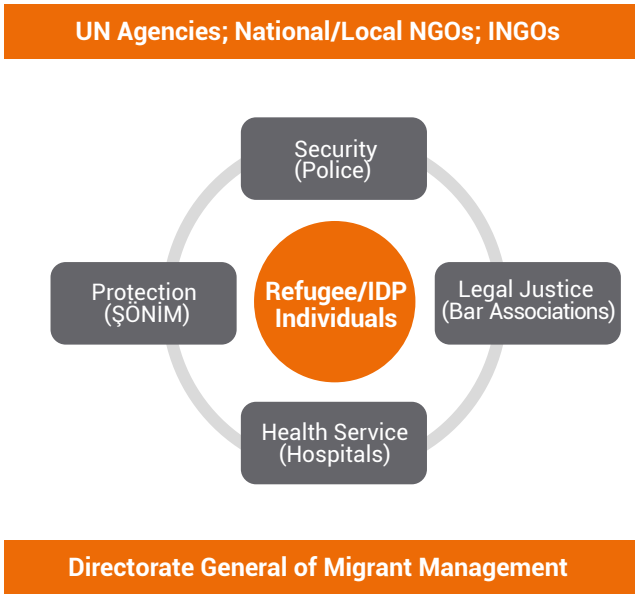 UN Agencies; National/Local NGOs; INGOs
Security
(Police)
Protection
(ŞÖNİM)
Refugee/IDP
Individuals
Legal Justice
(Bar Associations)
Health Service
(Hospitals)
Directorate General of Migrant Management